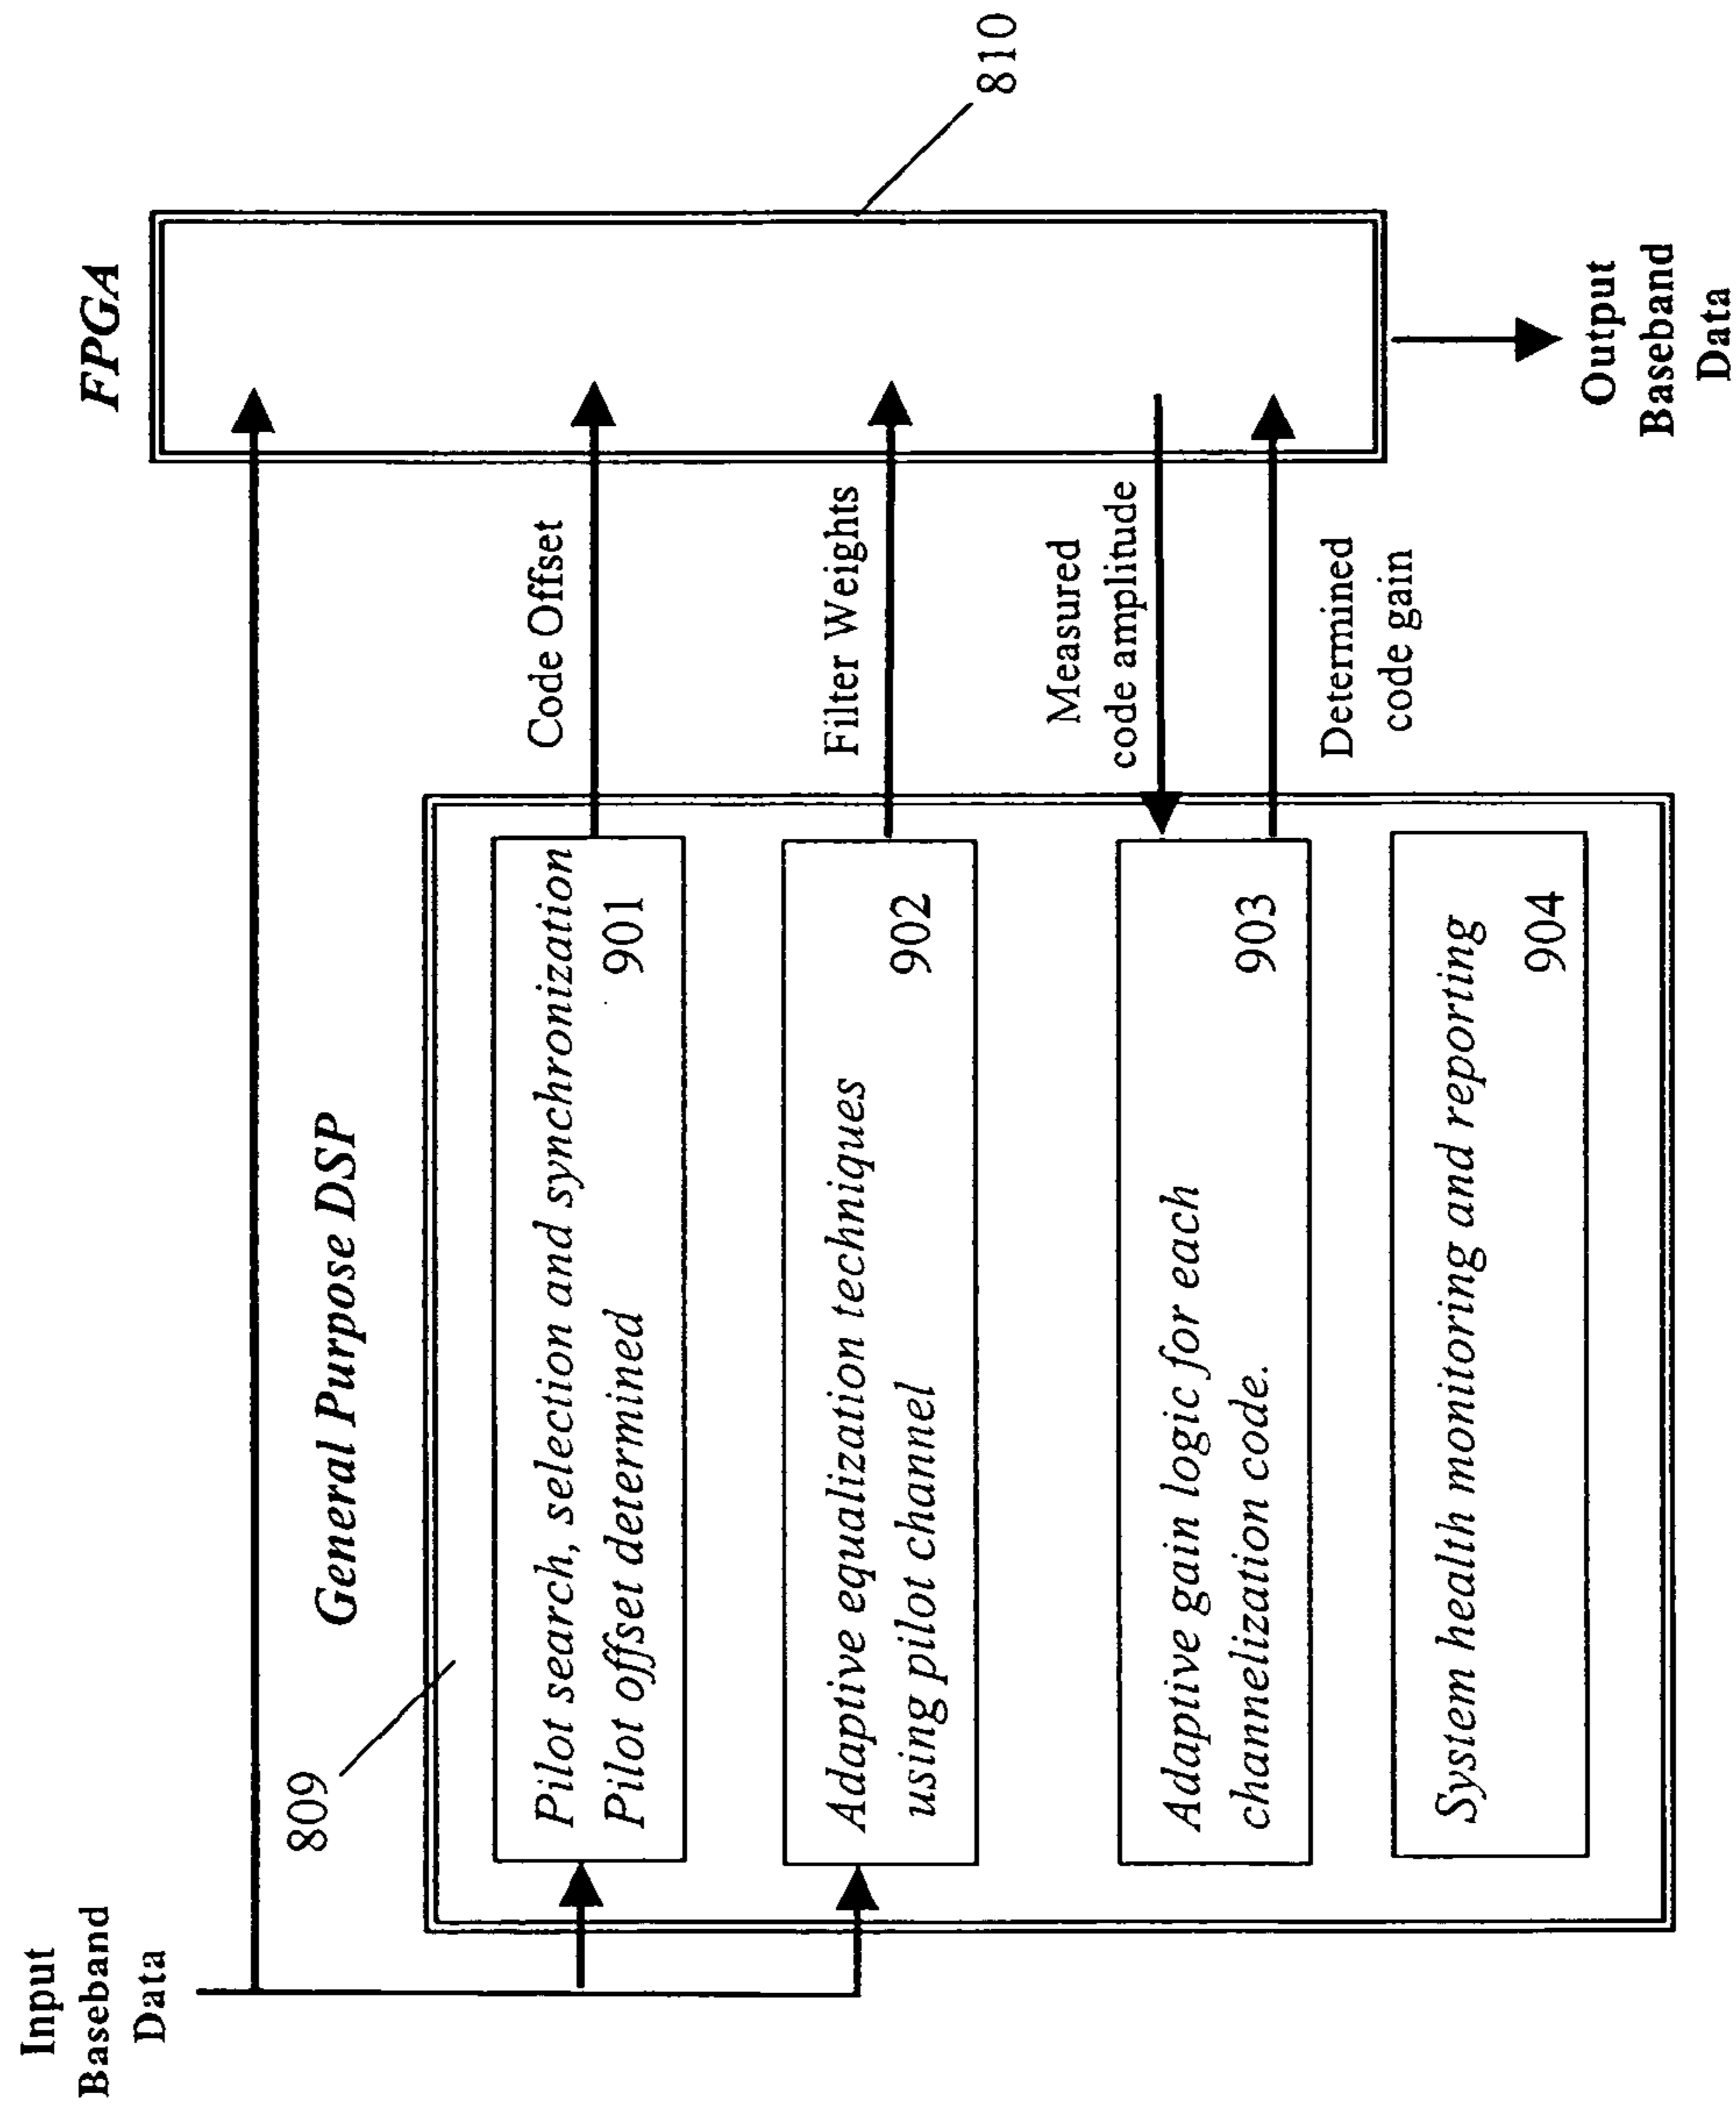 Input
Baseband
Data
FPGA
General Purpose DSP
809
Pilot search, selection and synchronization
Pilot offset determined
901
Code Offset
Adaptive equalization techniques
using pilot channel
902
Filter Weights
Adaptive gain logic for each
channelization code.
903
Measured
code amplitude
Determined
code gain
System health monitoring and reporting
904
810
Output
Baseband
Data